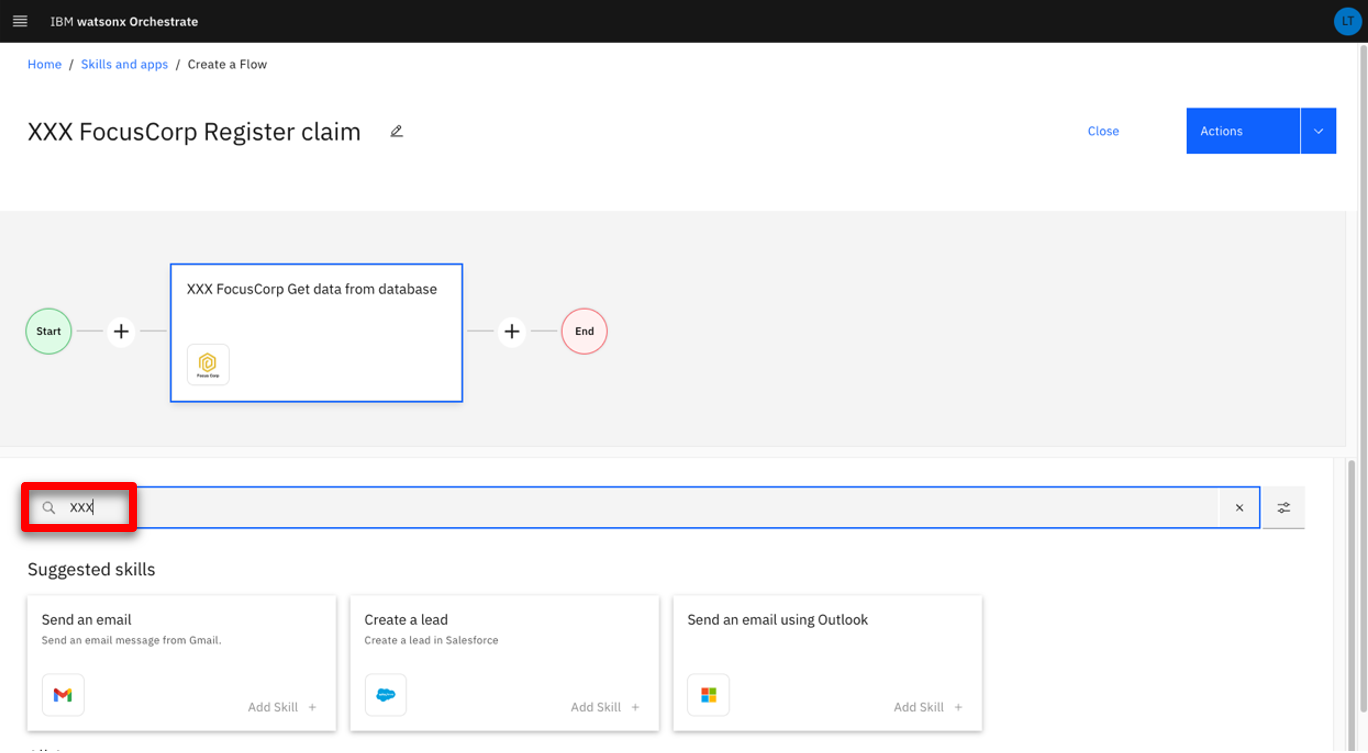 IBM watsonx Orchestrate
LT
Home / Skills and apps / Create a Flow
XXX FocusCorp Register claim
Close
Actions
Start
XXX FocusCorp Get data from database
Focus Corp
End
XXX
Suggested skills
Send an email
Send an email message from Gmail.
Add Skill +
Create a lead
Create a lead in Salesforce
Add Skill +
Send an email using Outlook
Add Skill +